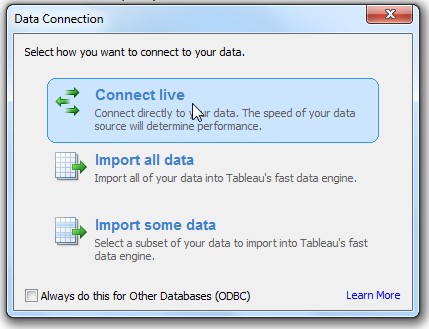 Data Connection
Select how you want to connect to your data.
Connect live
Connect directly to your data. The speed of your data
source will determine performance.
Import all data
Import all of your data into Tableau's fast data engine.
Import some data
Select a subset of your data to import into Tableau's fast
data engine.
Always do this for Other Databases (ODBC)
Learn More